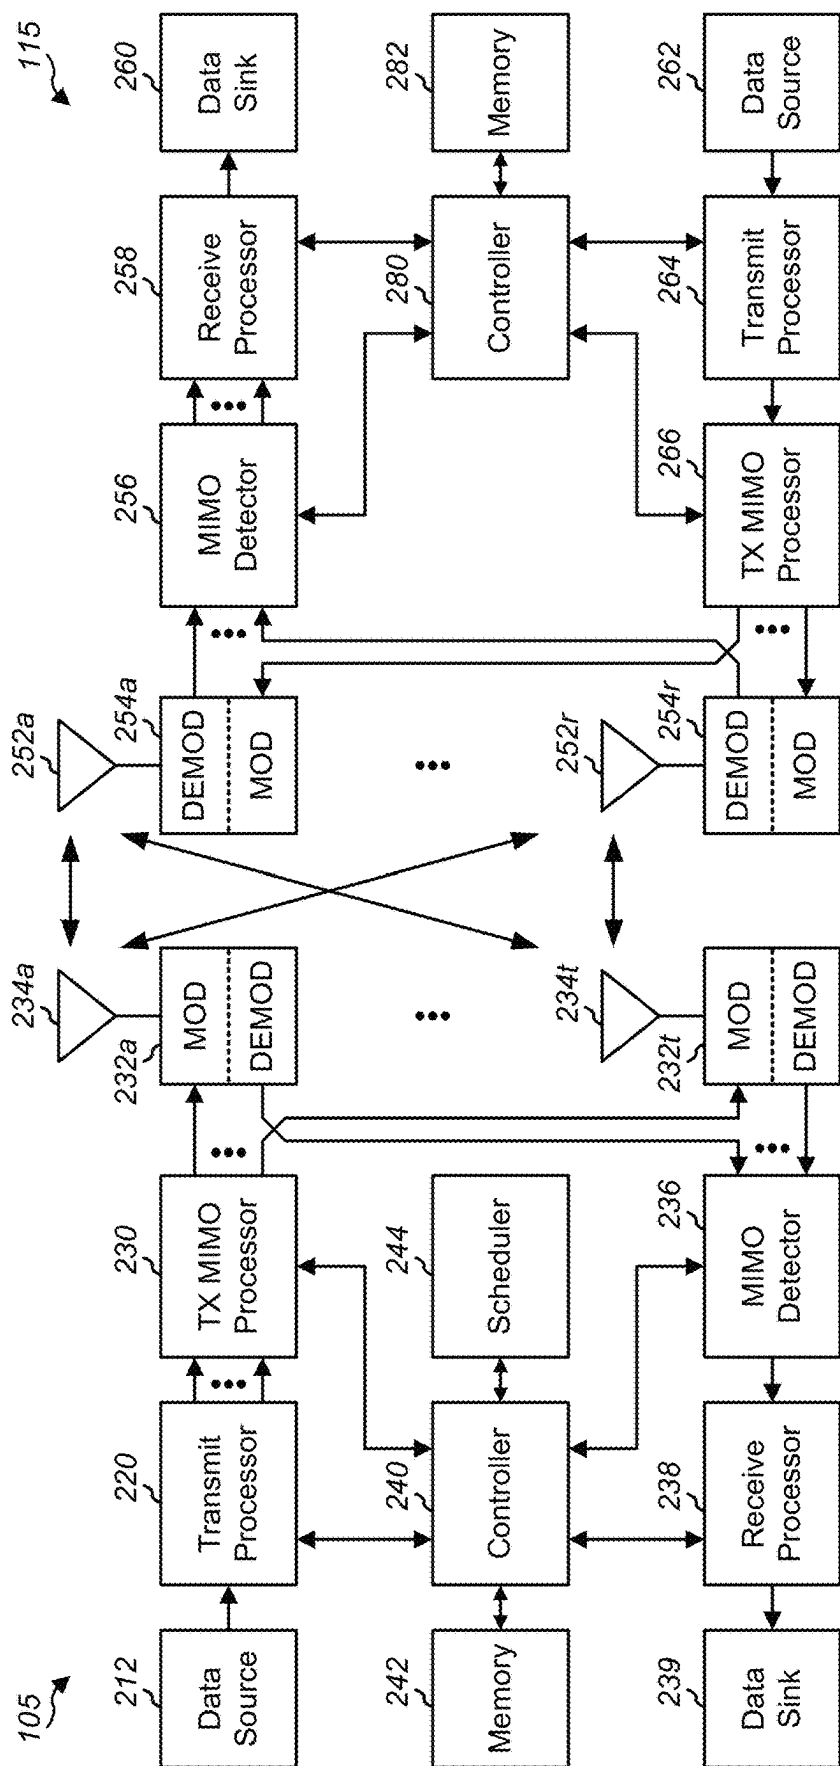 105
115
212
Data
Source
220
Transmit
Processor
•••
230
TX MIMO
Processor
•••
232a
MOD
DEMOD
234a
252a
254a
DEMOD
MOD
•••
256
MIMO
Detector
•••
258
Receive
Processor
260
Data
Sink
242
Memory
240
Controller
244
Scheduler
•••
•••
280
Controller
282
Memory
239
Data
Sink
238
Receive
Processor
236
MIMO
Detector
•••
232t
MOD
DEMOD
234t
252r
254r
DEMOD
MOD
•••
266
TX MIMO
Processor
264
Transmit
Processor
262
Data
Source